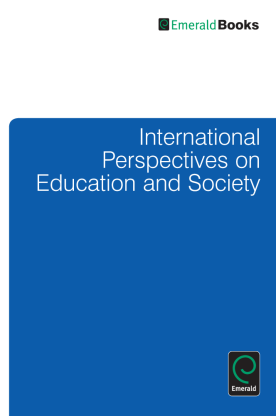 EmeraldBooks
International
Perspectives on
Education and Society
Emerald